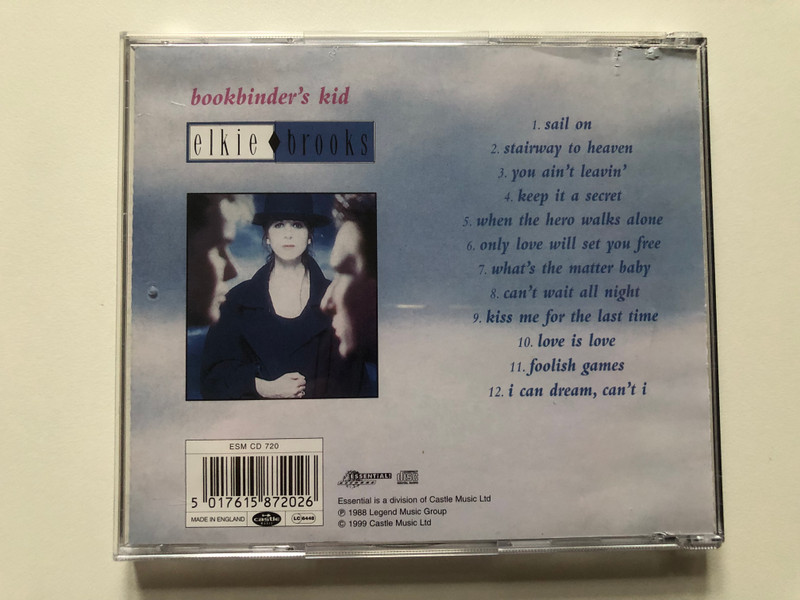 bookbinder's kid
elkie brooks
1. sail on
2. stairway to heaven
3. you ain't leavin'
4. keep it a secret
5. when the hero walks alone
6. only love will set you free
7. what's the matter baby
8. can't wait all night
9. kiss me for the last time
10. love is love
11. foolish games
12. i can dream, can't i
ESM CD 720
5 017615 872026
MADE IN ENGLAND
castle
LC 6448
ESSENTIAL!
Essential is a division of Castle Music Ltd
℗ 1988 Legend Music Group
© 1999 Castle Music Ltd